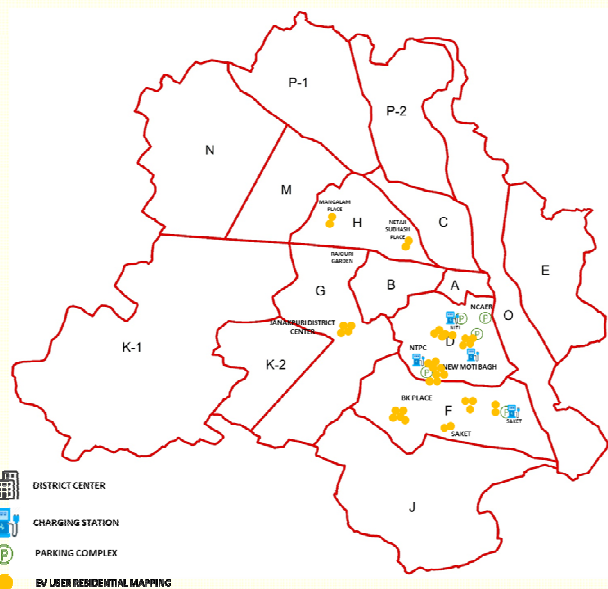 P-1
P-2
N
M
MANGALAM
PLACE
H
NETAJI
SUBHASH
PLACE
C
RAJOURI
GARDEN
E
G
B
A
NCAER
O
JANAKPURI DISTRICT
CENTER
NITI
D
K-1
K-2
NTPC
NEW MOTIBAGH
BK PLACE
F
SAKET
SAKET
J
DISTRICT CENTER
CHARGING STATION
P PARKING COMPLEX
EV USER RESIDENTIAL MAPPING